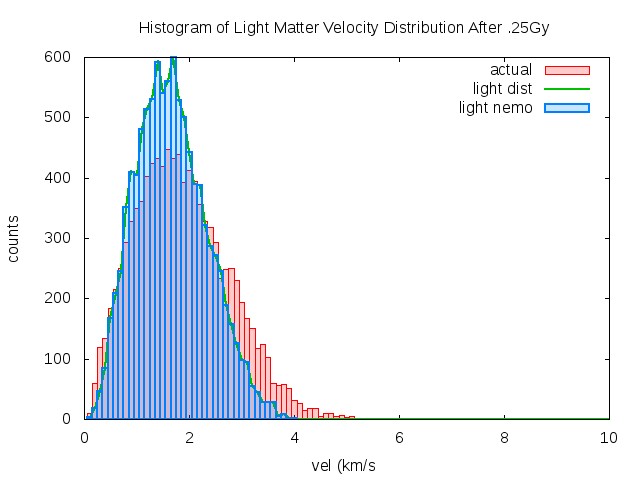 Histogram of Light Matter Velocity Distribution After .25Gy
600
500
400
300
200
100
0
counts
actual
light dist
light nemo
0 2 4 6 8 10
vel (km/s